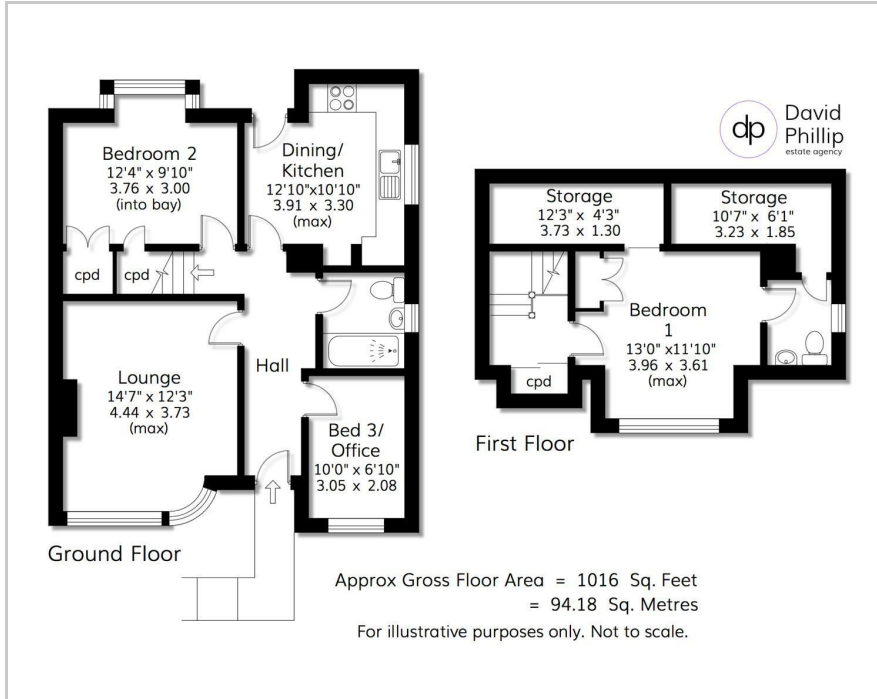 Bedroom 2
12'4" x 9'10"
3.76 x 3.00
(into bay)
Dining/
Kitchen
12'10"x10'10"
3.91 x 3.30
(max)
cpd
cpd
Lounge
14'7" x 12'3"
4.44 x 3.73
(max)
Hall
Bed 3/
Office
10'0" x 6'10"
3.05 x 2.08
Ground Floor
dp
David
Phillip
estate agency
Storage
12'3" x 4'3"
3.73 x 1.30
Storage
10'7" x 6'1"
3.23 x 1.85
Bedroom
1
13'0" x11'10"
3.96 x 3.61
(max)
cpd
First Floor
Approx Gross Floor Area = 1016 Sq. Feet
= 94.18 Sq. Metres
For illustrative purposes only. Not to scale.